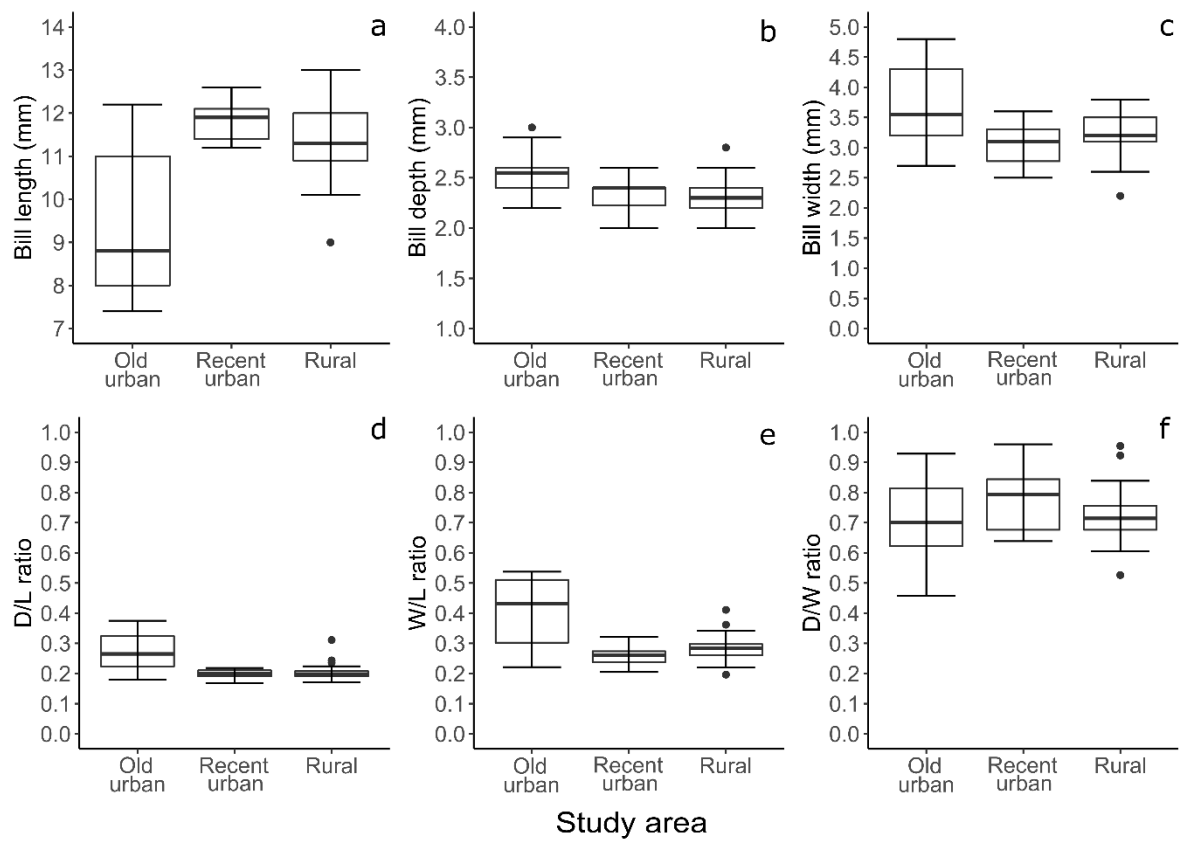 a
Bill length (mm)
14
13
12
11
10
9
8
7
Old
urban
Recent
urban
Rural
b
Bill depth (mm)
4.0
3.5
3.0
2.5
2.0
1.5
1.0
Old
urban
Recent
urban
Rural
c
Bill width (mm)
5.0
4.5
4.0
3.5
3.0
2.5
2.0
1.5
1.0
0.5
0.0
Old
urban
Recent
urban
Rural
d
D/L ratio
1.0
0.9
0.8
0.7
0.6
0.5
0.4
0.3
0.2
0.1
0.0
Old
urban
Recent
urban
Rural
e
W/L ratio
1.0
0.9
0.8
0.7
0.6
0.5
0.4
0.3
0.2
0.1
0.0
Old
urban
Recent
urban
Rural
f
D/W ratio
1.0
0.9
0.8
0.7
0.6
0.5
0.4
0.3
0.2
0.1
0.0
Old
urban
Recent
urban
Rural
Study area